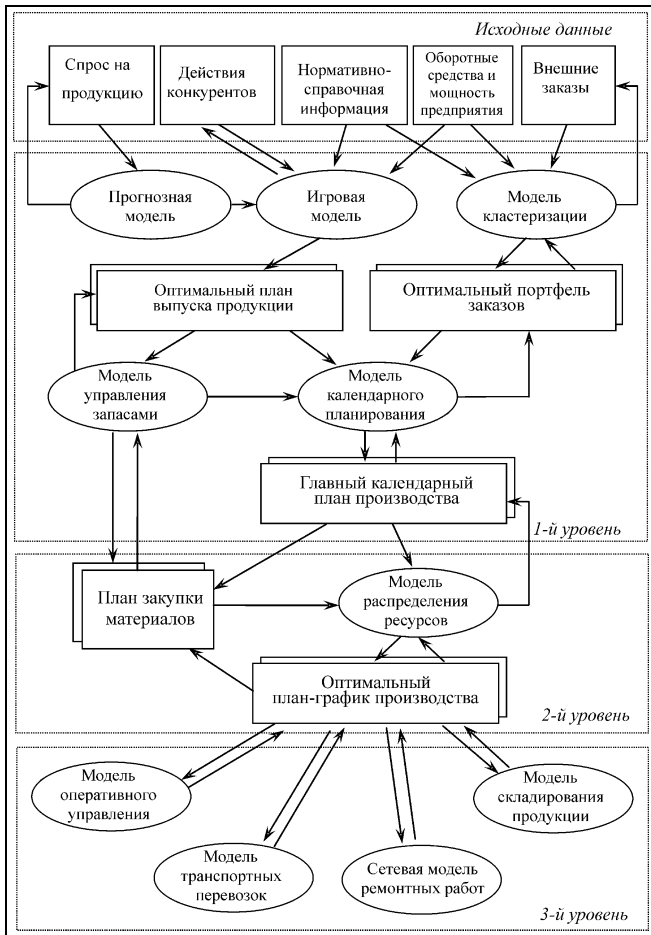 Исходные данные
Спрос на
продукцию
Действия
конкурентов
Нормативно-
справочная
информация
Оборотные
средства и
мощность
предприятия
Внешние
заказы
Прогнозная
модель
Игровая
модель
Модель
кластеризации
Оптимальный план
выпуска продукции
Оптимальный портфель
заказов
Модель
управления
запасами
Модель
календарного
планирования
Главный календарный
план производства
1-й уровень
План закупки
материалов
Модель
распределения
ресурсов
Оптимальный
план-график производства
2-й уровень
Модель
оперативного
управления
Модель
складирования
продукции
Модель
транспортных
перевозок
Сетевая модель
ремонтных работ
3-й уровень